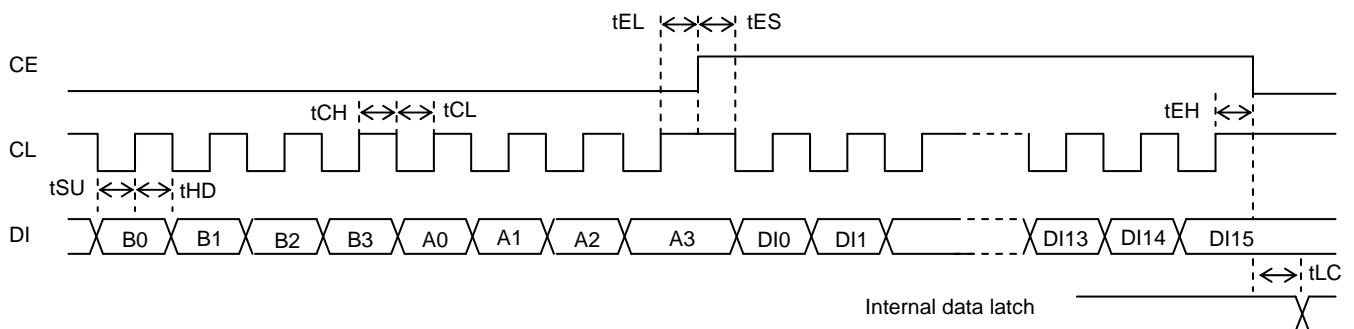 tEL tES
CE
tCH tCL tEH
CL
tSU tHD
DI B0 B1 B2 B3 A0 A1 A2 A3 DI0 DI1 DI13 DI14 DI15
tLC
Internal data latch